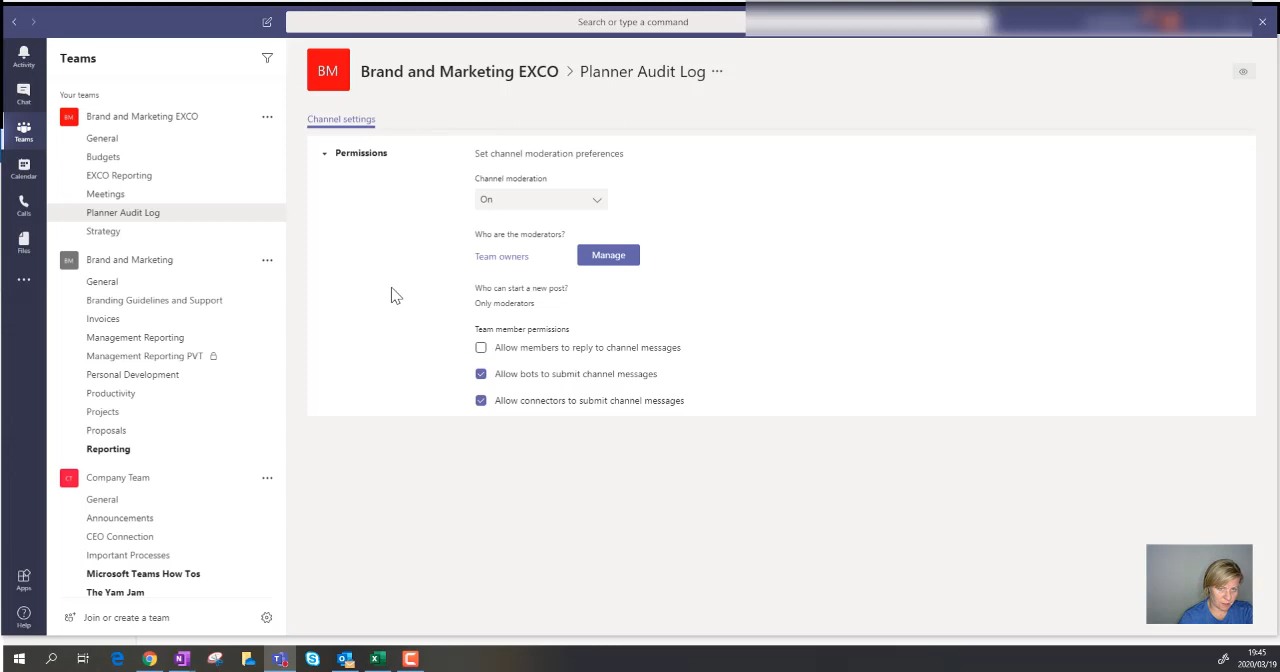 Search or type a command
Activity
Chat
Teams
Calendar
Calls
Files
Apps
Help
Teams
Your teams
BM Brand and Marketing EXCO ...
General
Budgets
EXCO Reporting
Meetings
Planner Audit Log
Strategy
BM Brand and Marketing ...
General
Branding Guidelines and Support
Invoices
Management Reporting
Management Reporting PVT
Personal Development
Productivity
Projects
Proposals
Reporting
CT Company Team ...
General
Announcements
CEO Connection
Important Processes
Microsoft Teams How Tos
The Yam Jam
Join or create a team
BM Brand and Marketing EXCO > Planner Audit Log ...
Channel settings
Permissions
Set channel moderation preferences
Channel moderation
On
Who are the moderators?
Team owners Manage
Who can start a new post?
Only moderators
Team member permissions
Allow members to reply to channel messages
Allow bots to submit channel messages
Allow connectors to submit channel messages
19:45
2020/03/19